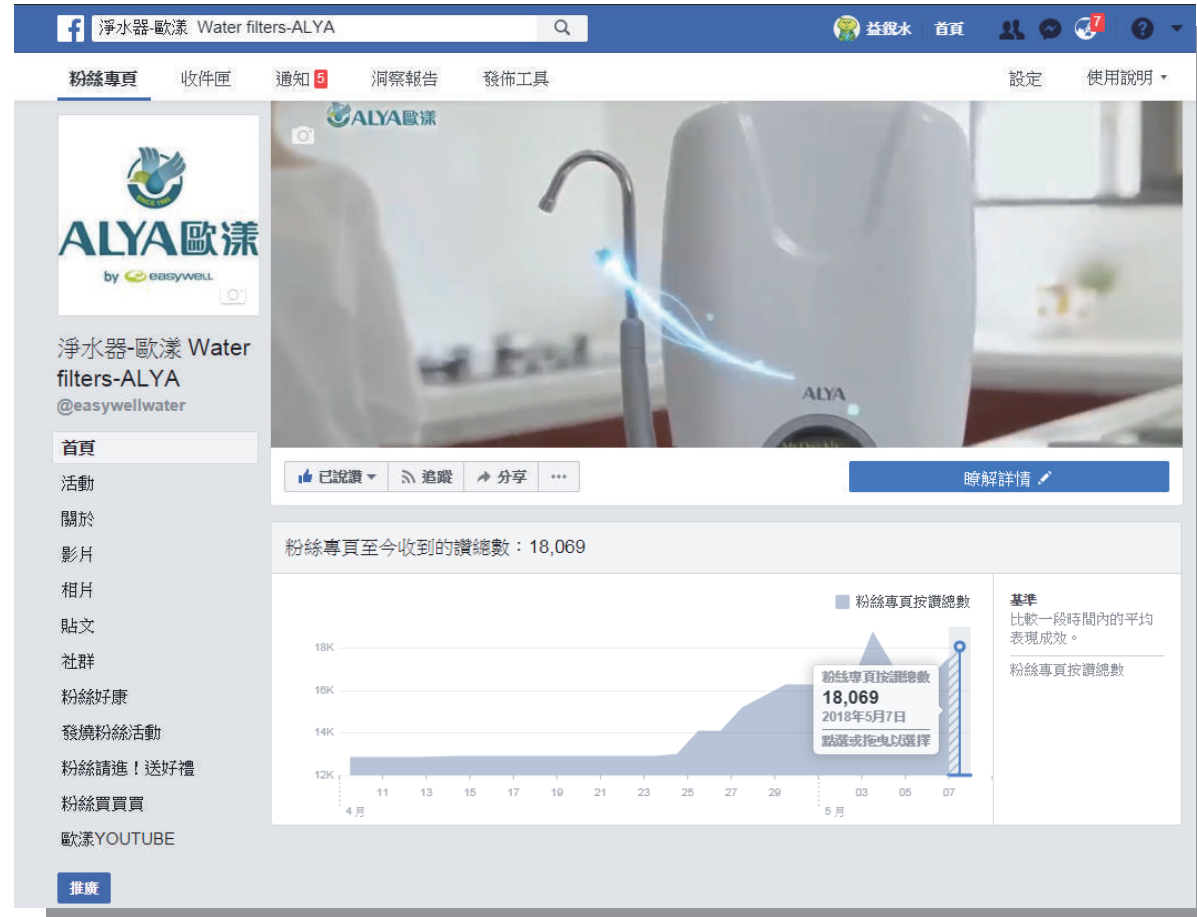 淨水器-歐漾 Water filters-ALYA
益銳水 首頁 7
粉絲專頁 收件匣 通知 5 洞察報告 發佈工具 設定 使用說明
ALYA歐漾
SINCE 1988
ALYA歐漾
by easywell
ALYA
淨水器-歐漾 Water
filters-ALYA
@easywellwater
首頁
活動
關於
影片
相片
貼文
社群
粉絲好康
發燒粉絲活動
粉絲請進！送好禮
粉絲買買買
歐漾YOUTUBE
推廣
已說讚 追蹤 分享 ...
瞭解詳情
粉絲專頁至今收到的讚總數：18,069
粉絲專頁按讚總數
18K
16K
14K
12K
11 13 15 17 19 21 23 25 27 29 03 05 07
4月 5月
粉絲專頁按讚總數
18,069
2018年5月7日
點選或拖曳以選擇
基準
比較一段時間內的平均
表現成效。
粉絲專頁按讚總數